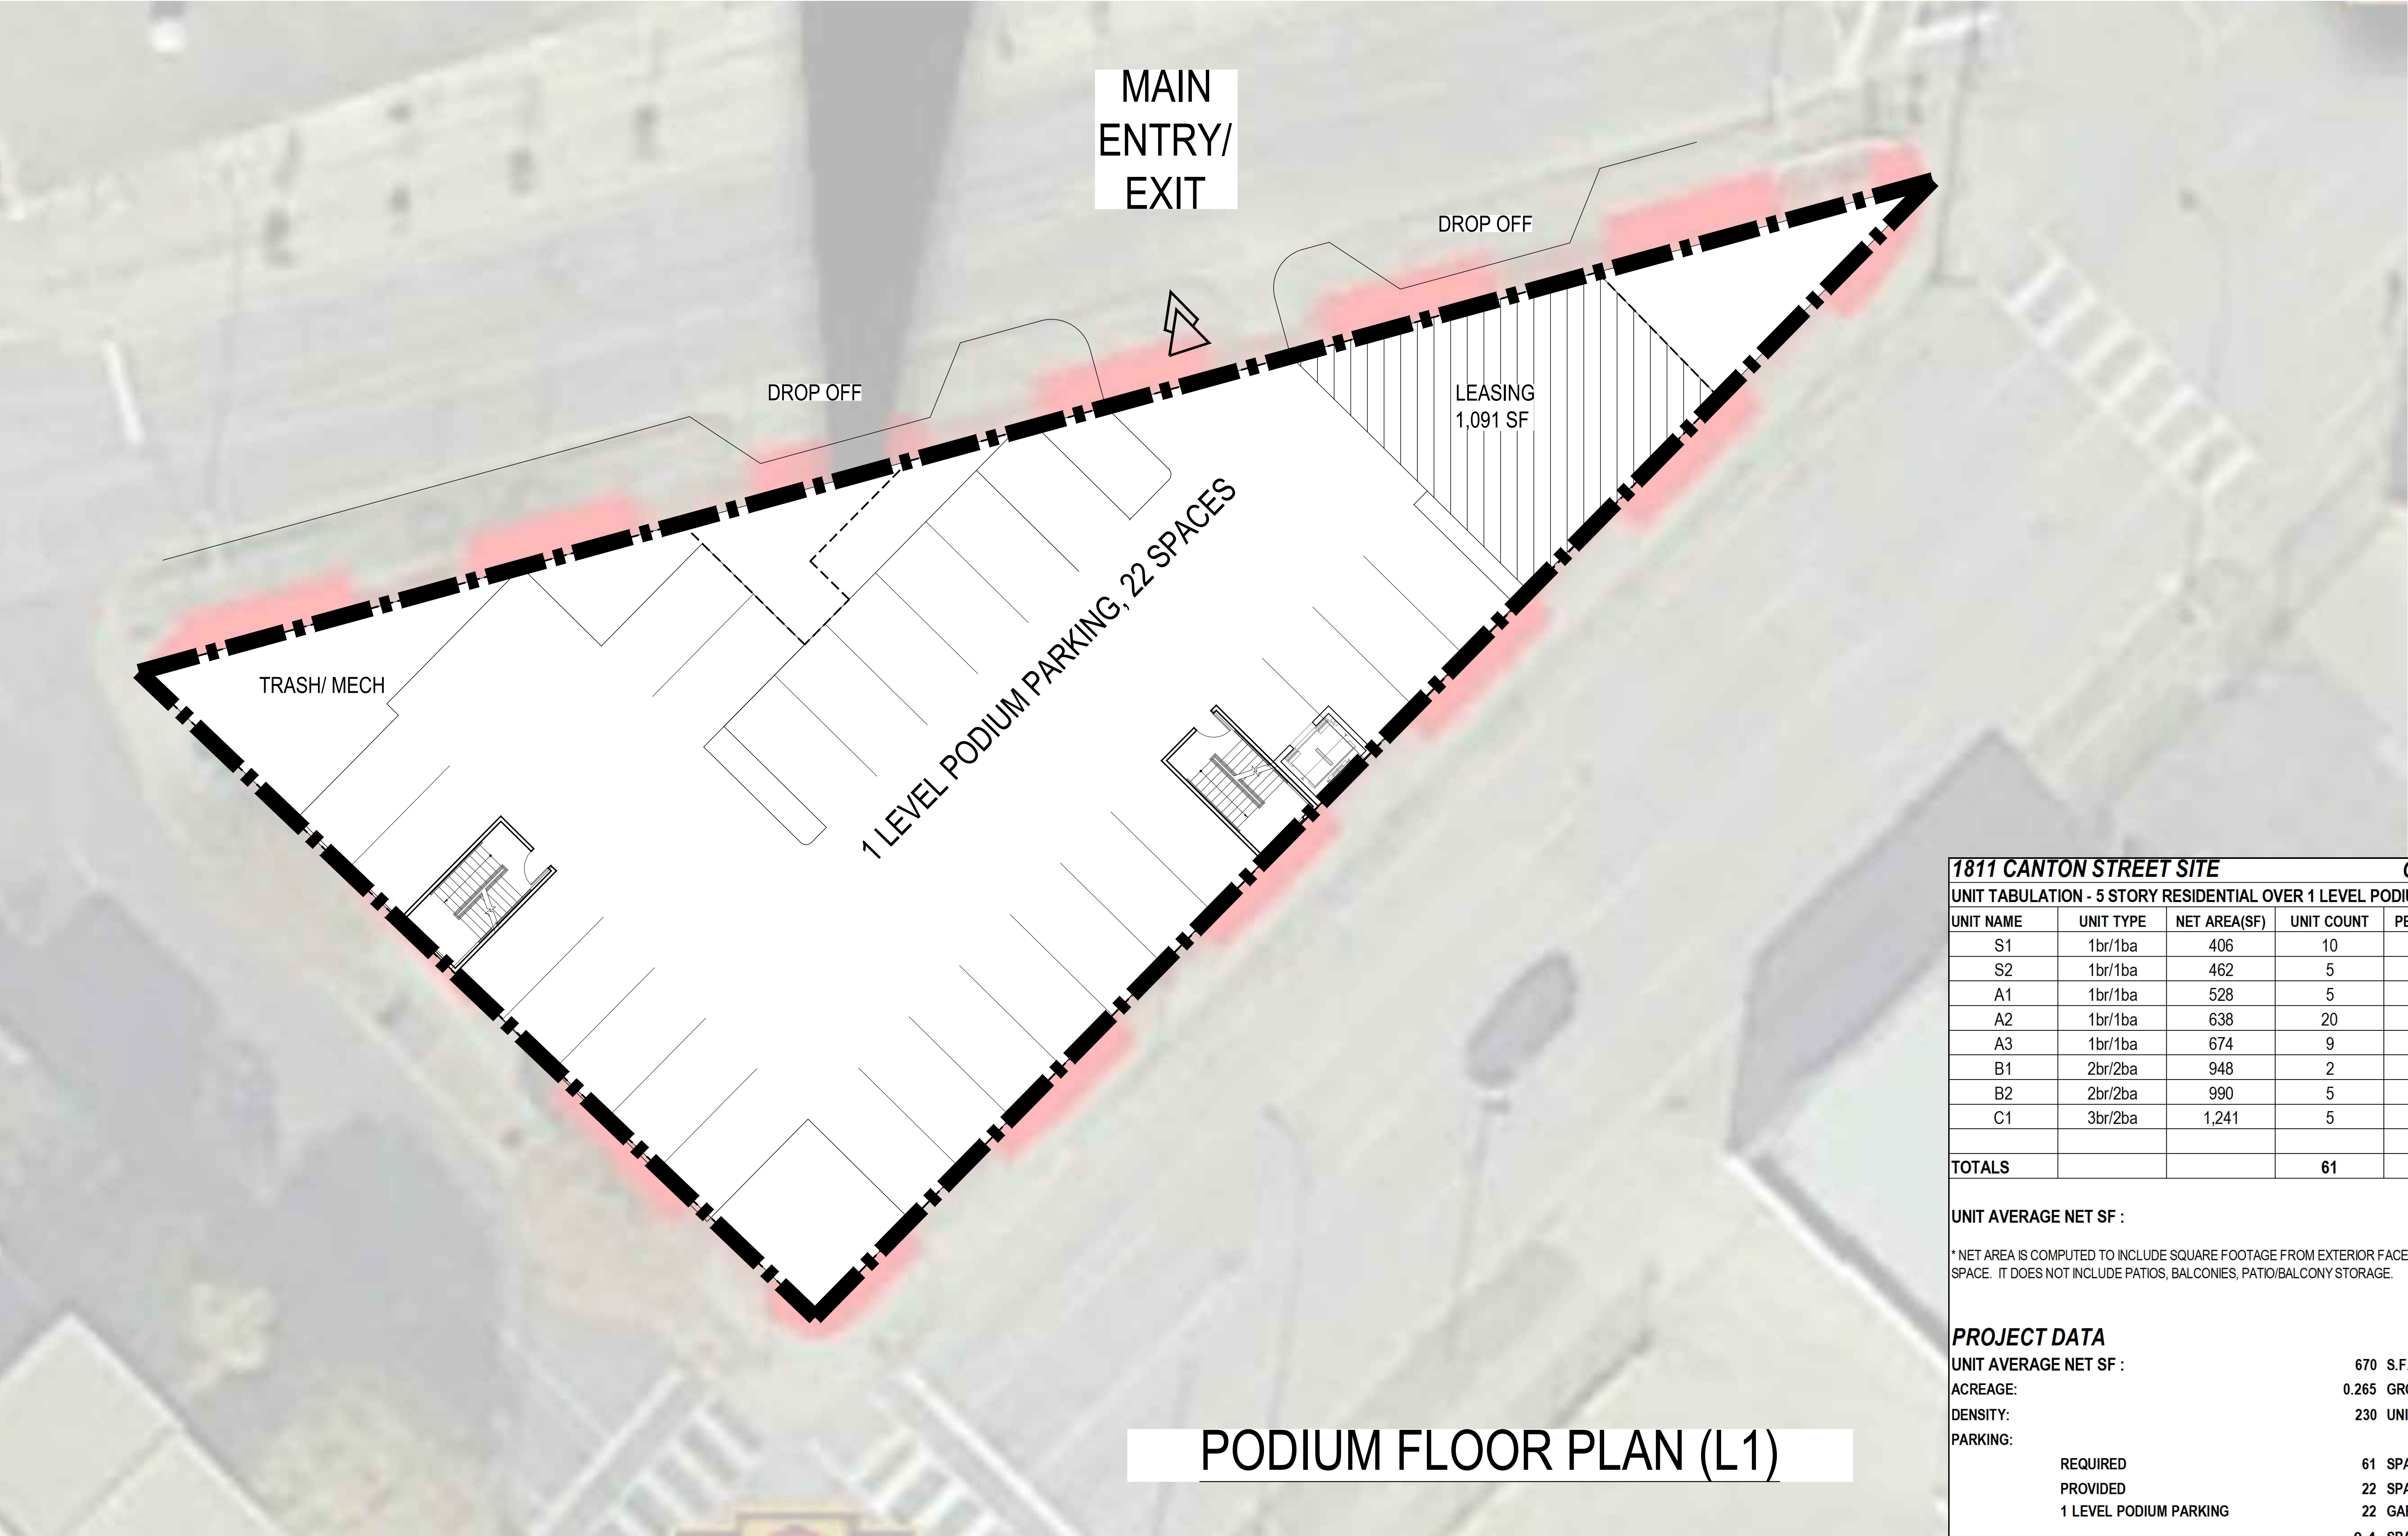 MAIN
ENTRY/
EXIT
DROP OFF
DROP OFF
LEASING
1,091 SF
1 LEVEL PODIUM PARKING, 22 SPACES
TRASH/ MECH
1811 CANTON STREET SITE
UNIT TABULATION - 5 STORY RESIDENTIAL OVER 1 LEVEL
UNIT NAME UNIT TYPE NET AREA(SF) UNIT COUNT
S1 1br/1ba 406 10
S2 1br/1ba 462 5
A1 1br/1ba 528 5
A2 1br/1ba 638 20
A3 1br/1ba 674 9
B1 2br/2ba 948 2
B2 2br/2ba 990 5
C1 3br/2ba 1,241 5
TOTALS 61
UNIT AVERAGE NET SF :
* NET AREA IS COMPUTED TO INCLUDE SQUARE FOOTAGE FROM EXTERIOR FACE
SPACE. IT DOES NOT INCLUDE PATIOS, BALCONIES, PATIO/BALCONY STORAGE.
PROJECT DATA
UNIT AVERAGE NET SF : 670 S.F.
ACREAGE: 0.265
DENSITY: 230
PARKING:
REQUIRED 61
PROVIDED 22
1 LEVEL PODIUM PARKING 22
PODIUM FLOOR PLAN (L1)